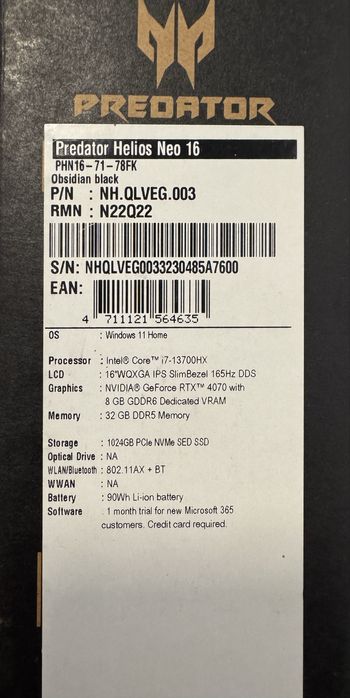 PREDATOR
Predator Helios Neo 16
PHN16-71-78FK
Obsidian black
P/N : NH.QLVEG.003
RMN : N22Q22
S/N: NHQLVEG0033230485A7600
EAN:
4 711121 564635
OS : Windows 11 Home
Processor : Intel® Core™ i7-13700HX
LCD : 16"WQXGA IPS SlimBezel 165Hz DDS
Graphics : NVIDIA® GeForce RTX™ 4070 with
8 GB GDDR6 Dedicated VRAM
Memory : 32 GB DDR5 Memory
Storage : 1024GB PCIe NVMe SED SSD
Optical Drive : NA
WLAN/Bluetooth : 802.11AX + BT
WWAN : NA
Battery : 90Wh Li-ion battery
Software : 1 month trial for new Microsoft 365
customers. Credit card required.